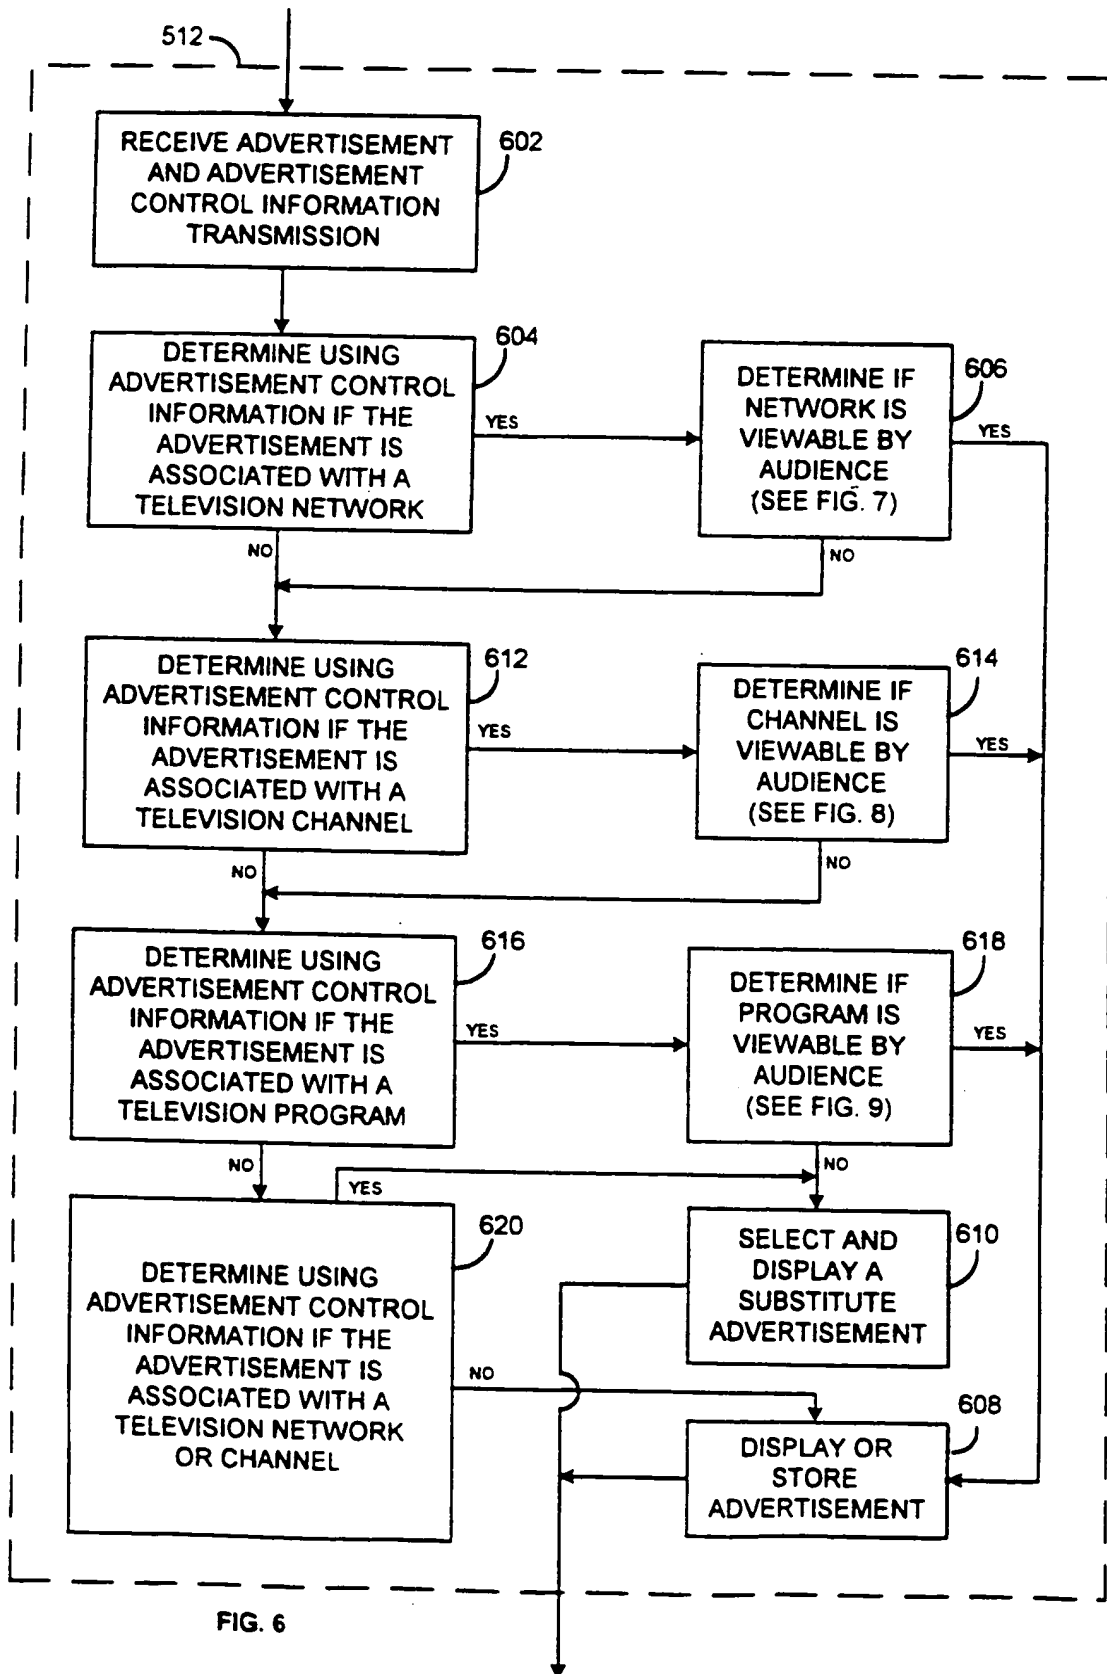 512
RECEIVE ADVERTISEMENT
AND ADVERTISEMENT
CONTROL INFORMATION
TRANSMISSION
602
DETERMINE USING
ADVERTISEMENT CONTROL
INFORMATION IF THE
ADVERTISEMENT IS
ASSOCIATED WITH A
TELEVISION NETWORK
604
YES
NO
DETERMINE IF
NETWORK IS
VIEWABLE BY
AUDIENCE
(SEE FIG. 7)
606
YES
NO
DETERMINE USING
ADVERTISEMENT CONTROL
INFORMATION IF THE
ADVERTISEMENT IS
ASSOCIATED WITH A
TELEVISION CHANNEL
612
YES
NO
DETERMINE IF
CHANNEL IS
VIEWABLE BY
AUDIENCE
(SEE FIG. 8)
614
YES
NO
DETERMINE USING
ADVERTISEMENT CONTROL
INFORMATION IF THE
ADVERTISEMENT IS
ASSOCIATED WITH A
TELEVISION PROGRAM
616
YES
NO
DETERMINE IF
PROGRAM IS
VIEWABLE BY
AUDIENCE
(SEE FIG. 9)
618
YES
NO
YES
DETERMINE USING
ADVERTISEMENT CONTROL
INFORMATION IF THE
ADVERTISEMENT IS
ASSOCIATED WITH A
TELEVISION NETWORK
OR CHANNEL
620
NO
SELECT AND
DISPLAY A
SUBSTITUTE
ADVERTISEMENT
610
DISPLAY OR
STORE
ADVERTISEMENT
608
FIG. 6